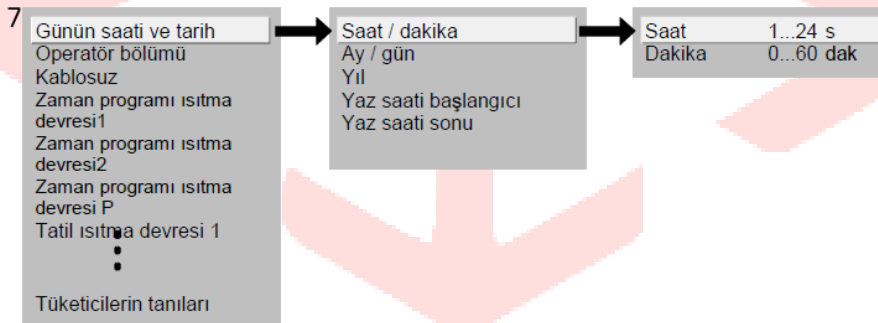 7
Günün saati ve tarih
Operatör bölümü
Kablosuz
Zaman programı ısıtma
devresi1
Zaman programı ısıtma
devresi2
Zaman programı ısıtma
devresi P
Tatil ısıtma devresi 1
Tüketicilerin tanıları
Saat / dakika
Ay / gün
Yıl
Yaz saati başlangıcı
Yaz saati sonu
Saat 1...24 s
Dakika 0...60 dak